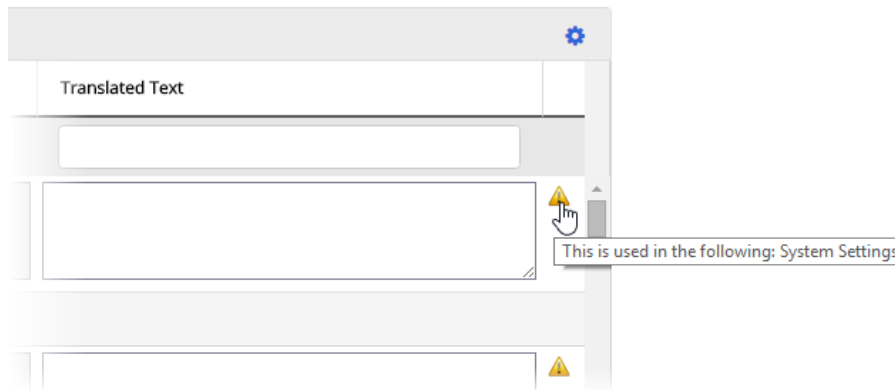 Translated Text
This is used in the following: System Settings